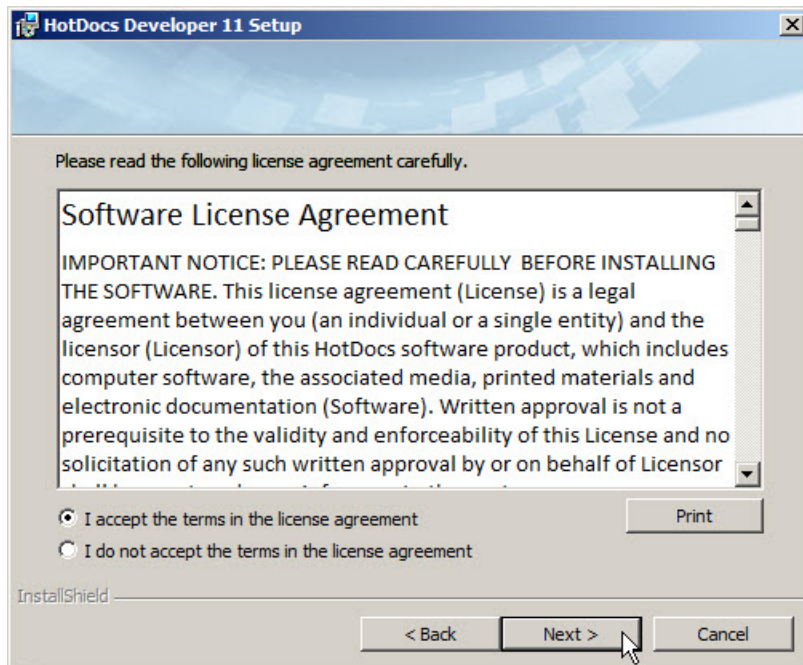 HotDocs Developer 11 Setup
Please read the following license agreement carefully.
Software License Agreement
IMPORTANT NOTICE: PLEASE READ CAREFULLY BEFORE INSTALLING
THE SOFTWARE. This license agreement (License) is a legal
agreement between you (an individual or a single entity) and the
licensor (Licensor) of this HotDocs software product, which includes
computer software, the associated media, printed materials and
electronic documentation (Software). Written approval is not a
prerequisite to the validity and enforceability of this License and no
solicitation of any such written approval by or on behalf of Licensor
I accept the terms in the license agreement
Print
I do not accept the terms in the license agreement
InstallShield
< Back Next > Cancel